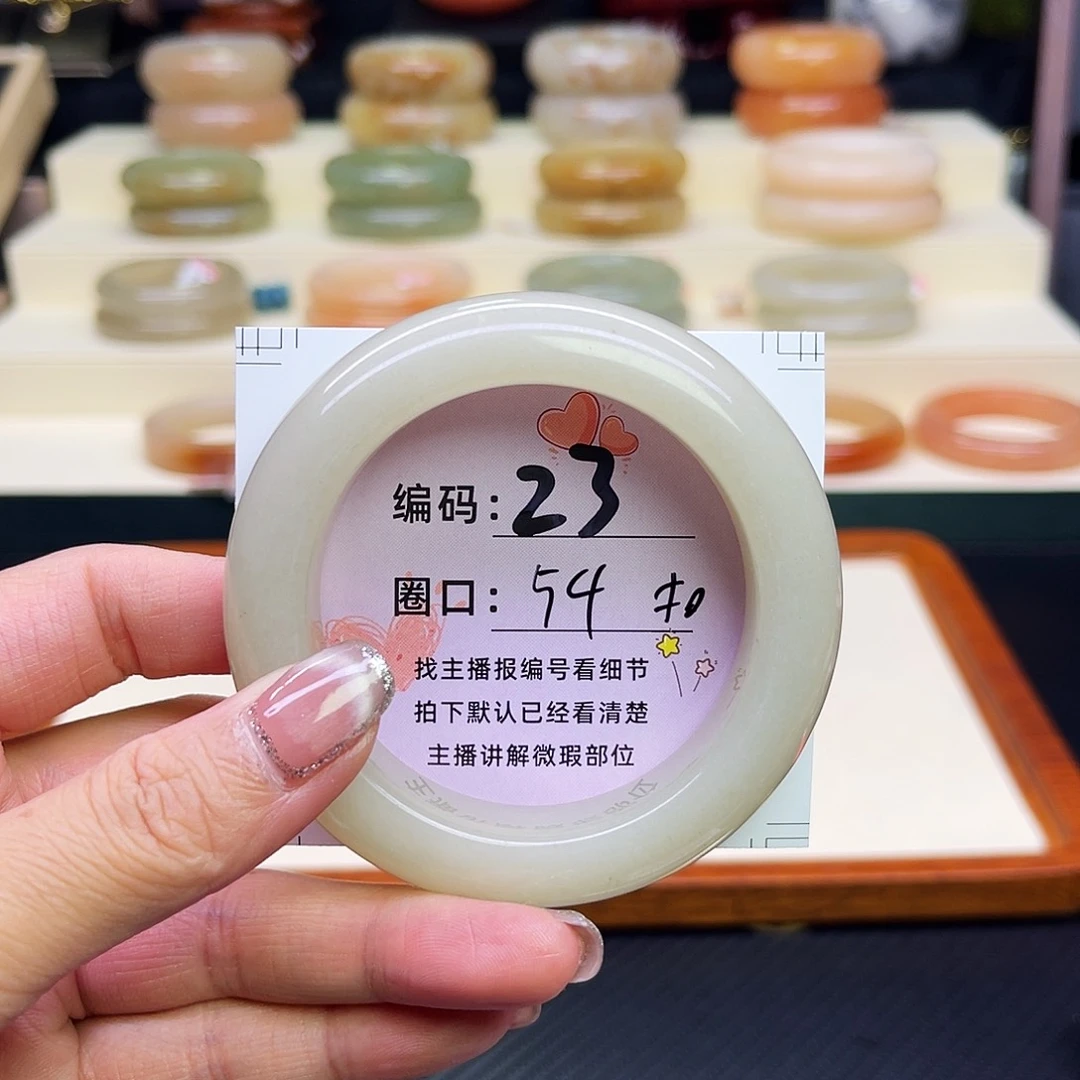 编码：23
圈口：54 扣
找主播报编号看细节
拍下默认已经看清楚
主播讲解微瑕部位